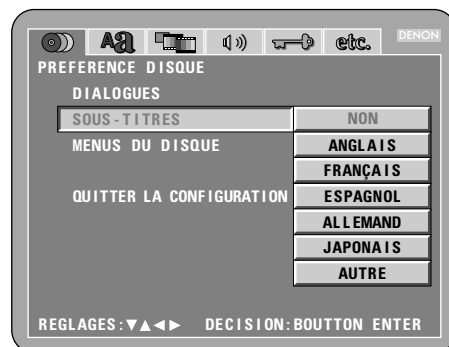 Aa etc. DENON
PREFERENCE DISQUE
DIALOGUES
SOUS-TITRES NON
MENUS DU DISQUE ANGLAIS
FRANÇAIS
QUITTER LA CONFIGURATION ESPAGNOL
ALLEMAND
JAPONAIS
AUTRE
REGLAGES:▼▲◄► DECISION:BOUTTON ENTER